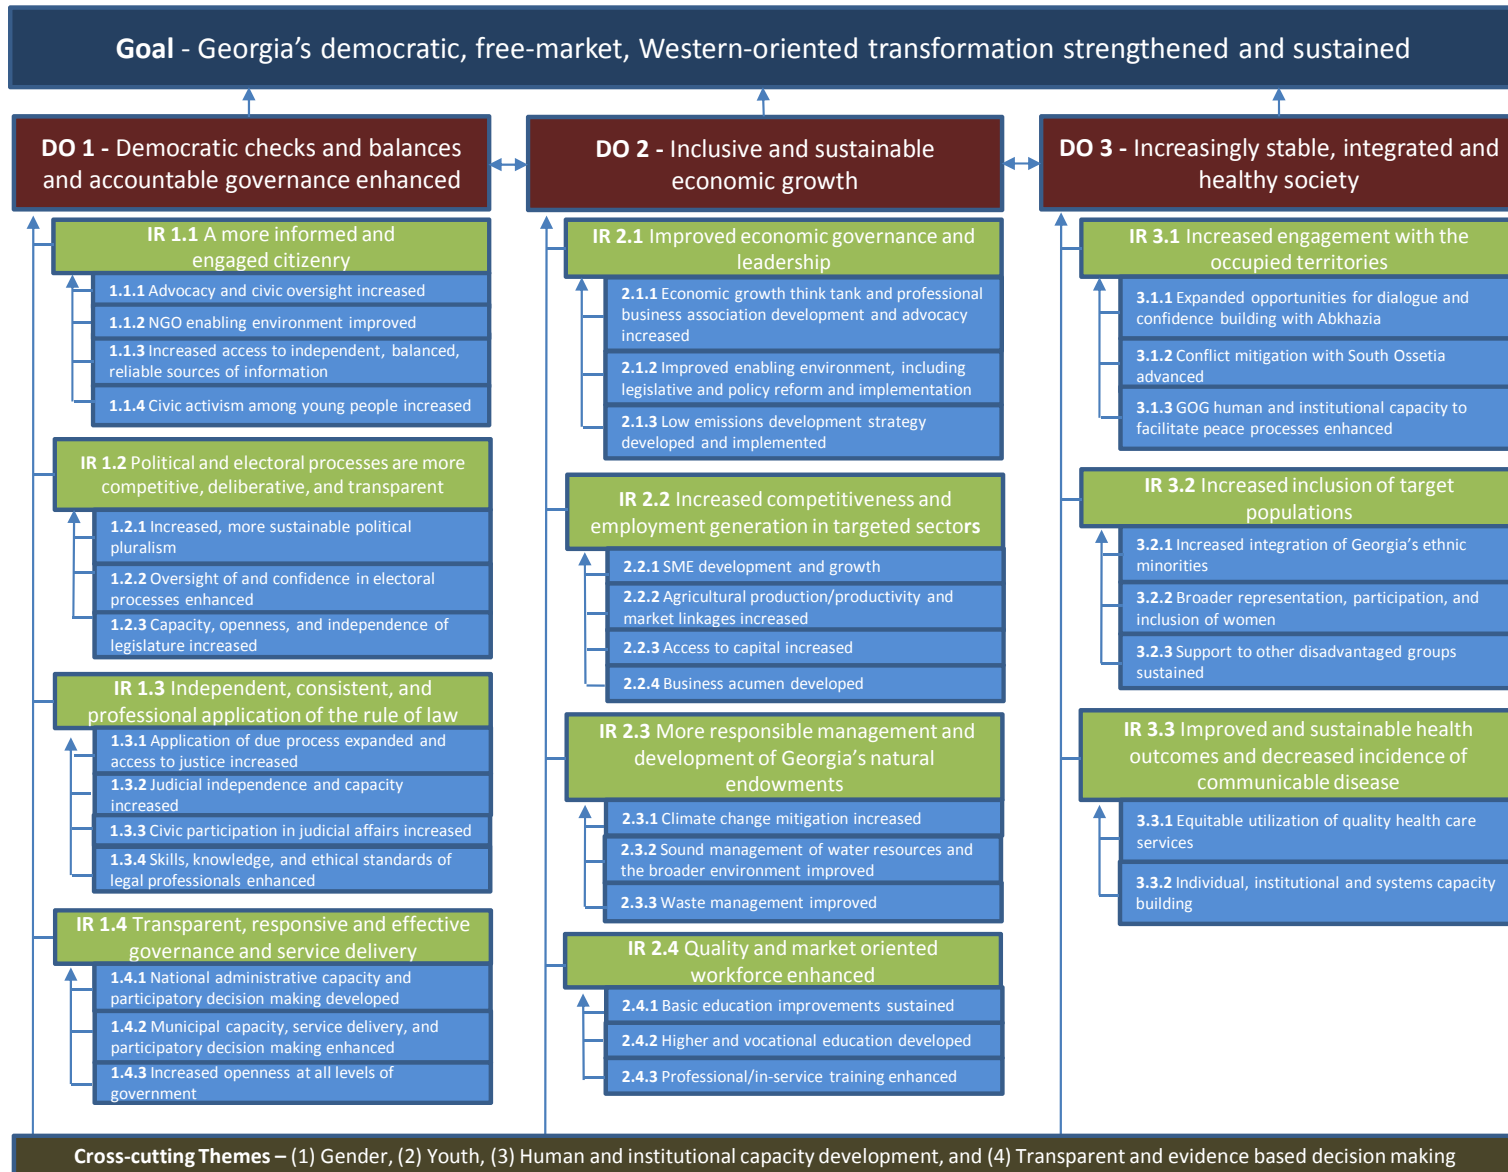 Goal - Georgia's democratic, free-market, Western-oriented transformation strengthened and sustained
DO 1 - Democratic checks and balances
and accountable governance enhanced
IR 1.1 A more informed and
engaged citizenry
1.1.1 Advocacy and civic oversight increased
1.1.2 NGO enabling environment improved
1.1.3 Increased access to independent, balanced,
reliable sources of information
1.1.4 Civic activism among young people increased
IR 1.2 Political and electoral processes are more
competitive, deliberative, and transparent
1.2.1 Increased, more sustainable political
pluralism
1.2.2 Oversight of and confidence in electoral
processes enhanced
1.2.3 Capacity, openness, and independence of
legislature increased
IR 1.3 Independent, consistent, and
professional application of the rule of law
1.3.1 Application of due process expanded and
access to justice increased
1.3.2 Judicial independence and capacity
increased
1.3.3 Civic participation in judicial affairs increased
1.3.4 Skills, knowledge, and ethical standards of
legal professionals enhanced
IR 1.4 Transparent, responsive and effective
governance and service delivery
1.4.1 National administrative capacity and
participatory decision making developed
1.4.2 Municipal capacity, service delivery, and
participatory decision making enhanced
1.4.3 Increased openness at all levels of
government
DO 2 - Inclusive and sustainable
economic growth
IR 2.1 Improved economic governance and
leadership
2.1.1 Economic growth think tank and professional
business association development and advocacy
increased
2.1.2 Improved enabling environment, including
legislative and policy reform and implementation
2.1.3 Low emissions development strategy
developed and implemented
IR 2.2 Increased competitiveness and
employment generation in targeted sectors
2.2.1 SME development and growth
2.2.2 Agricultural production/productivity and
market linkages increased
2.2.3 Access to capital increased
2.2.4 Business acumen developed
IR 2.3 More responsible management and
development of Georgia's natural
endowments
2.3.1 Climate change mitigation increased
2.3.2 Sound management of water resources and
the broader environment improved
2.3.3 Waste management improved
IR 2.4 Quality and market oriented
workforce enhanced
2.4.1 Basic education improvements sustained
2.4.2 Higher and vocational education developed
2.4.3 Professional/in-service training enhanced
DO 3 - Increasingly stable, integrated and
healthy society
IR 3.1 Increased engagement with the
occupied territories
3.1.1 Expanded opportunities for dialogue and
confidence building with Abkhazia
3.1.2 Conflict mitigation with South Ossetia
advanced
3.1.3 GOG human and institutional capacity to
facilitate peace processes enhanced
IR 3.2 Increased inclusion of target
populations
3.2.1 Increased integration of Georgia's ethnic
minorities
3.2.2 Broader representation, participation, and
inclusion of women
3.2.3 Support to other disadvantaged groups
sustained
IR 3.3 Improved and sustainable health
outcomes and decreased incidence of
communicable disease
3.3.1 Equitable utilization of quality health care
services
3.3.2 Individual, institutional and systems capacity
building
Cross-cutting Themes – (1) Gender, (2) Youth, (3) Human and institutional capacity development, and (4) Transparent and evidence based decision making